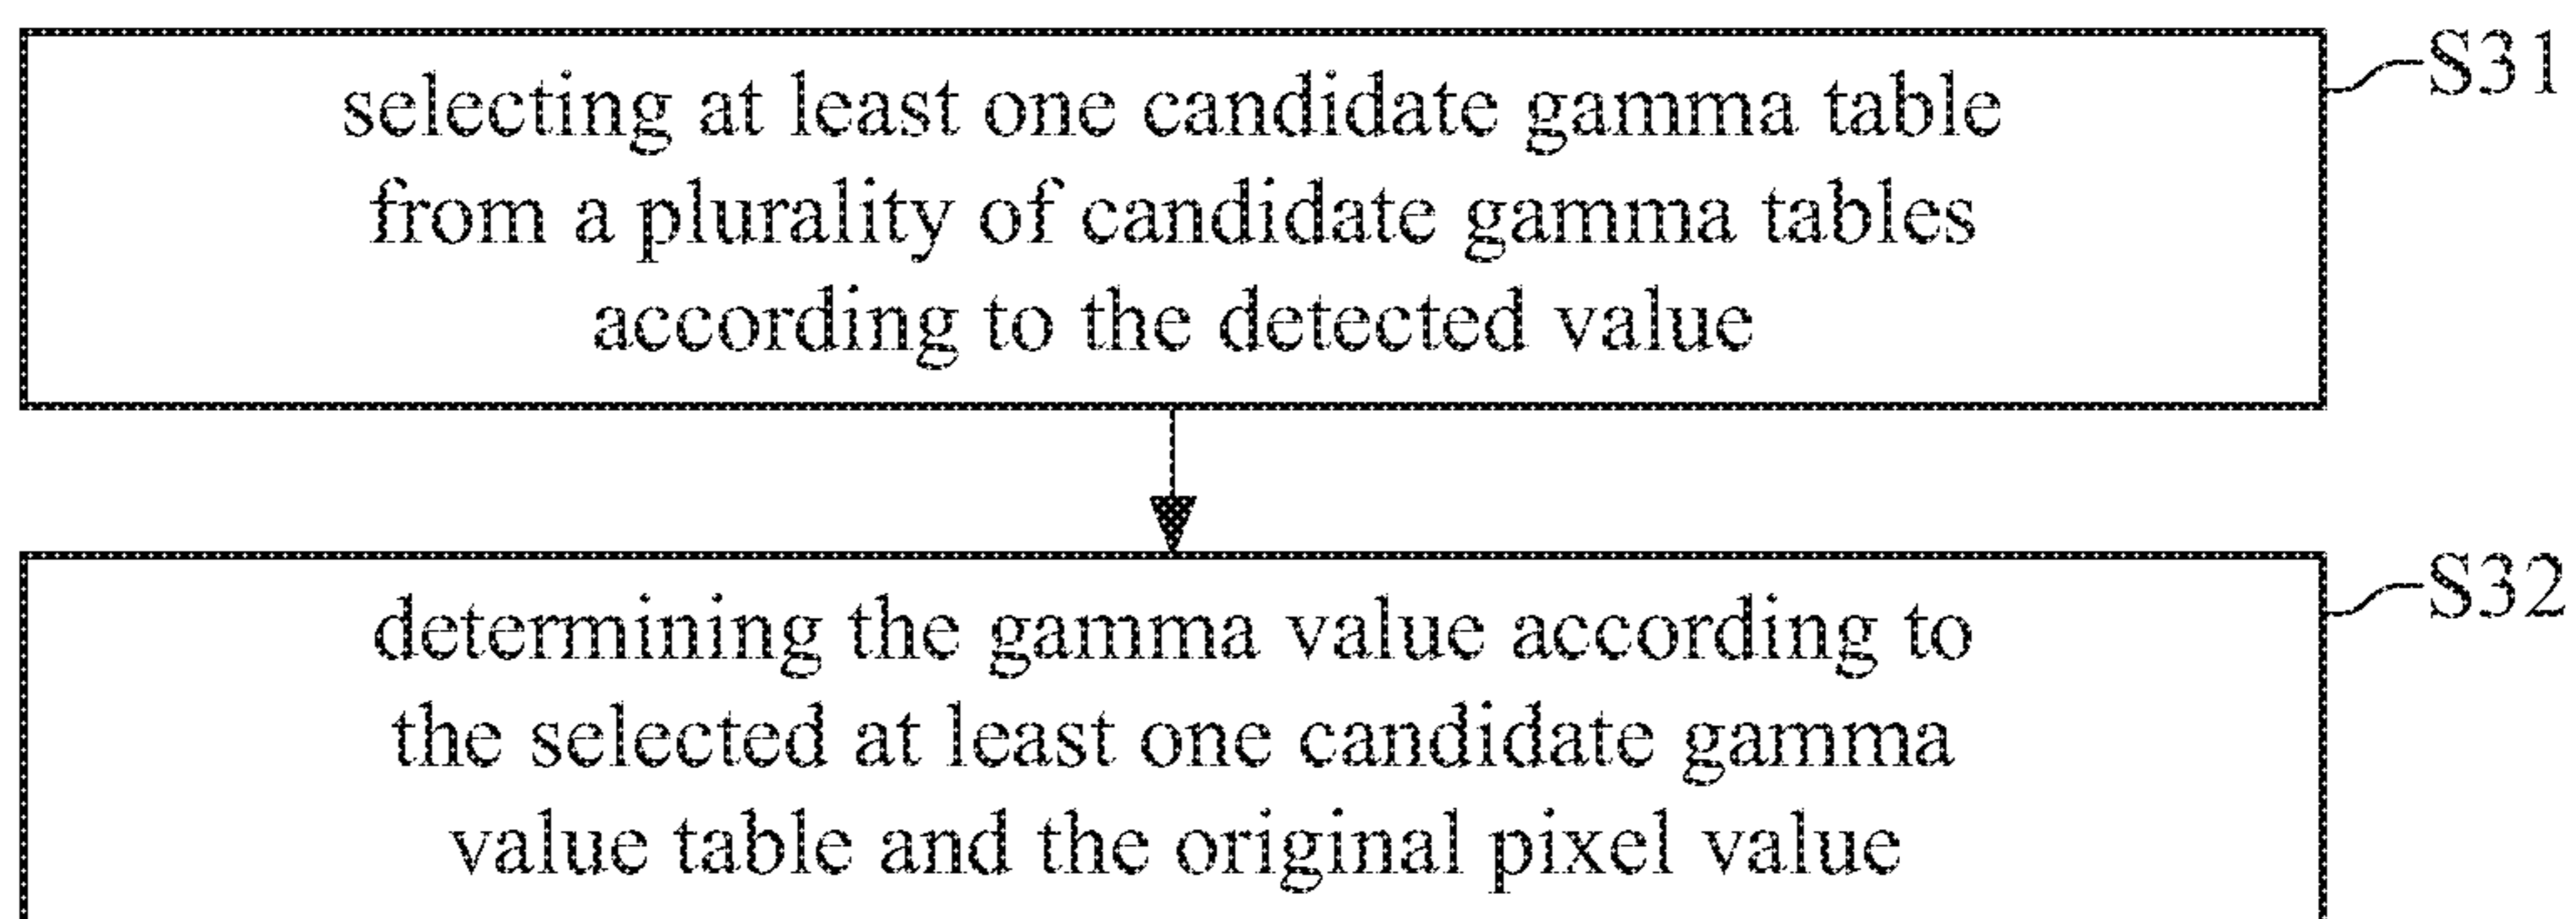 selecting at least one candidate gamma table
from a plurality of candidate gamma tables
according to the detected value
S31
determining the gamma value according to
the selected at least one candidate gamma
value table and the original pixel value
S32